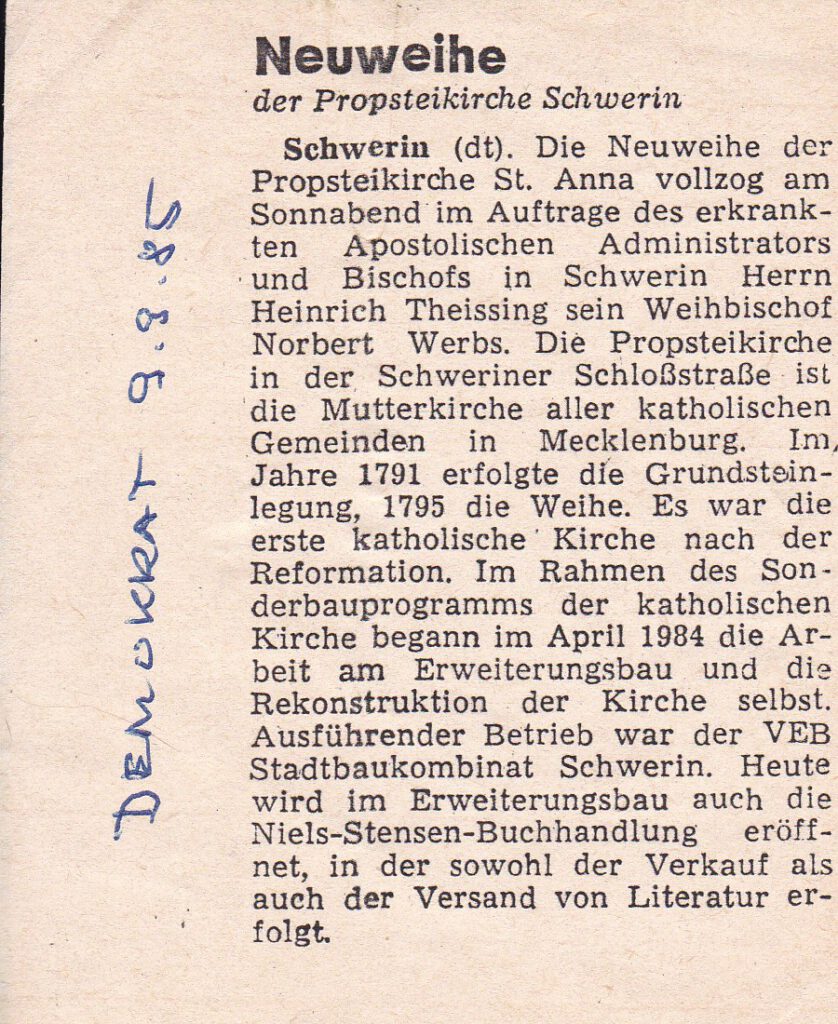 Neuweihe
der Propsteikirche Schwerin
Schwerin (dt). Die Neuweihe der
Propsteikirche St. Anna vollzog am
Sonnabend im Auftrage des erkrank-
ten Apostolischen Administrators
und Bischofs in Schwerin Herrn
Heinrich Theissing sein Weihbischof
Norbert Werbs. Die Propsteikirche
in der Schweriner Schloßstraße ist
die Mutterkirche aller katholischen
Gemeinden in Mecklenburg. Im
Jahre 1791 erfolgte die Grundstein-
legung, 1795 die Weihe. Es war die
erste katholische Kirche nach der
Reformation. Im Rahmen des Son-
derbauprogramms der katholischen
Kirche begann im April 1984 die Ar-
beit am Erweiterungsbau und die
Rekonstruktion der Kirche selbst.
Ausführender Betrieb war der VEB
Stadtbaukombinat Schwerin. Heute
wird im Erweiterungsbau auch die
Niels-Stensen-Buchhandlung eröff-
net, in der sowohl der Verkauf als
auch der Versand von Literatur er-
folgt.
DEMOKRAT 9.9.85